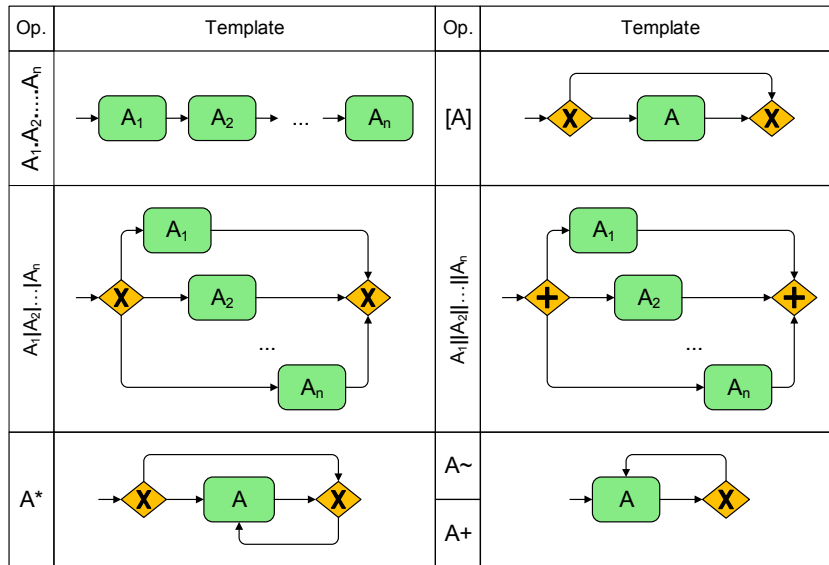 Op. Template Op. Template
A1.A2.....An
A1 A2 ... An
[A]
A
X X
A1|A2|...|An
A1
X A2 X
...
An
A1||A2||...||An
A1
+ A2 +
...
An
A*
X A X
A~
A+
A X